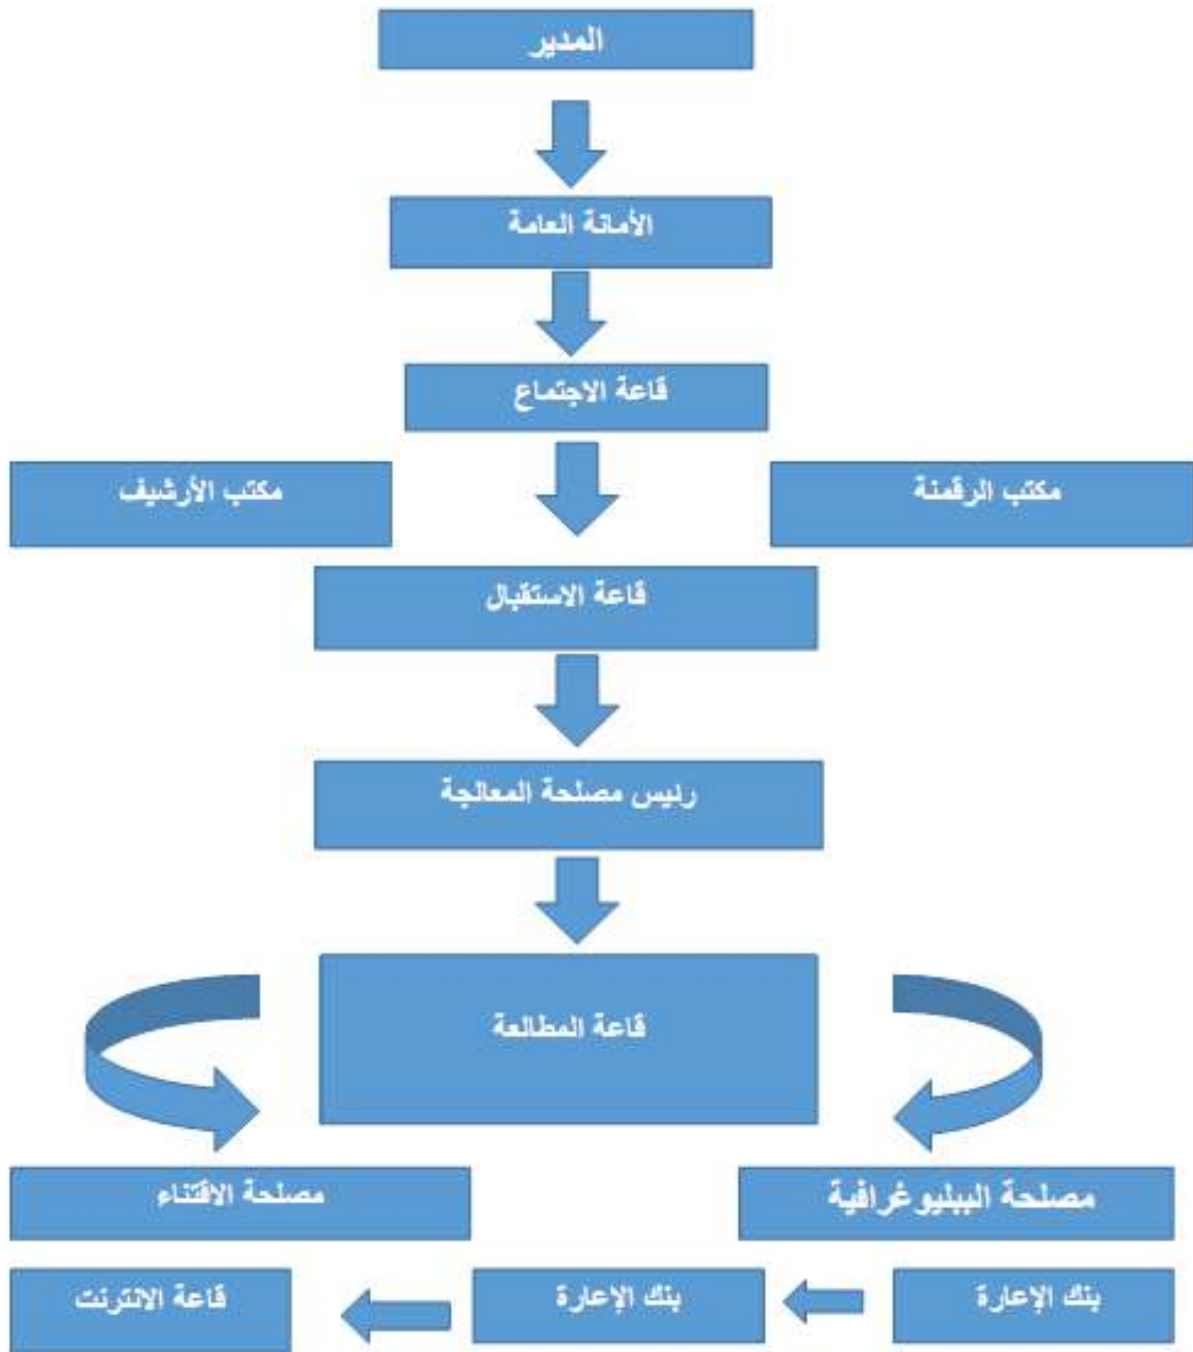 المدير
الأمانة العامة
قاعة الاجتماع
مكتب الرقمنة
مكتب الأرشيف
قاعة الاستقبال
رئيس مصلحة المعالجة
قاعة المطالعة
مصلحة الببليوغرافية
مصلحة الاقتناء
بنك الإعارة
بنك الإعارة
قاعة الانترنت